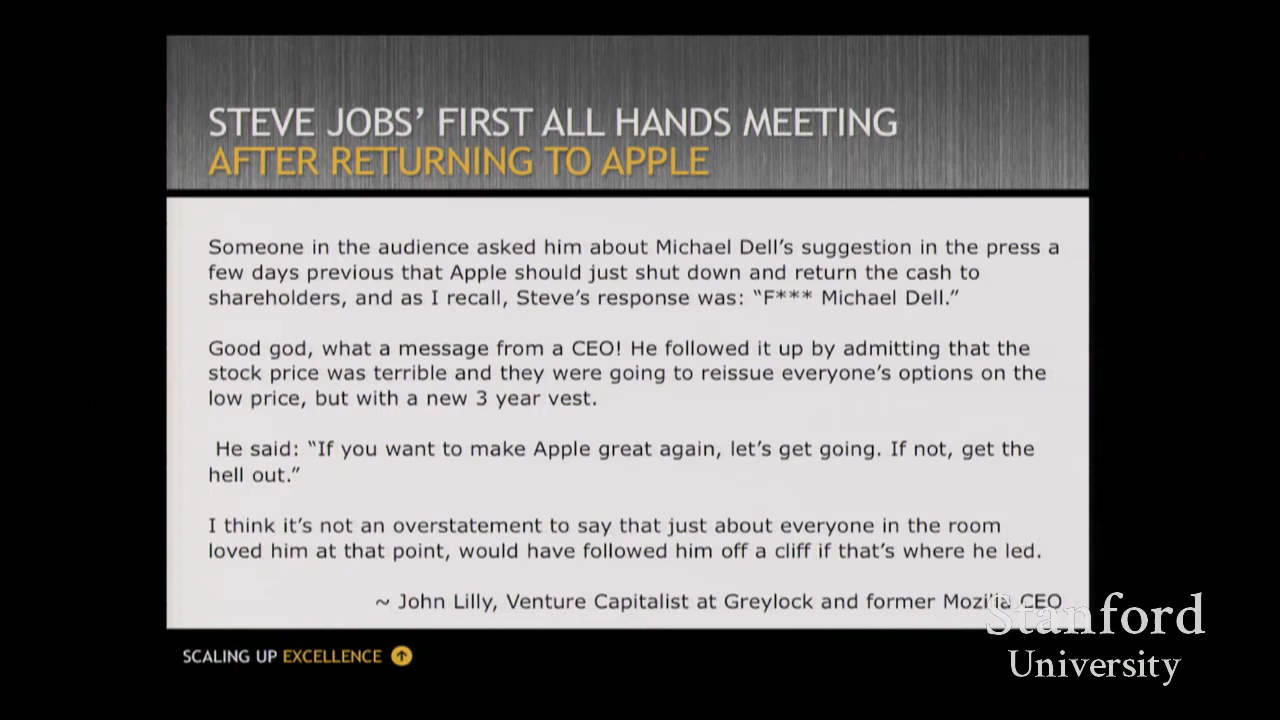 STEVE JOBS’ FIRST ALL HANDS MEETING
AFTER RETURNING TO APPLE
Someone in the audience asked him about Michael Dell’s suggestion in the press a
few days previous that Apple should just shut down and return the cash to
shareholders, and as I recall, Steve’s response was: “F*** Michael Dell.”
Good god, what a message from a CEO! He followed it up by admitting that the
stock price was terrible and they were going to reissue everyone’s options on the
low price, but with a new 3 year vest.
He said: “If you want to make Apple great again, let’s get going. If not, get the
hell out.”
I think it’s not an overstatement to say that just about everyone in the room
loved him at that point, would have followed him off a cliff if that’s where he led.
~ John Lilly, Venture Capitalist at Greylock and former Mozilla CEO
Stanford
University
SCALING UP EXCELLENCE